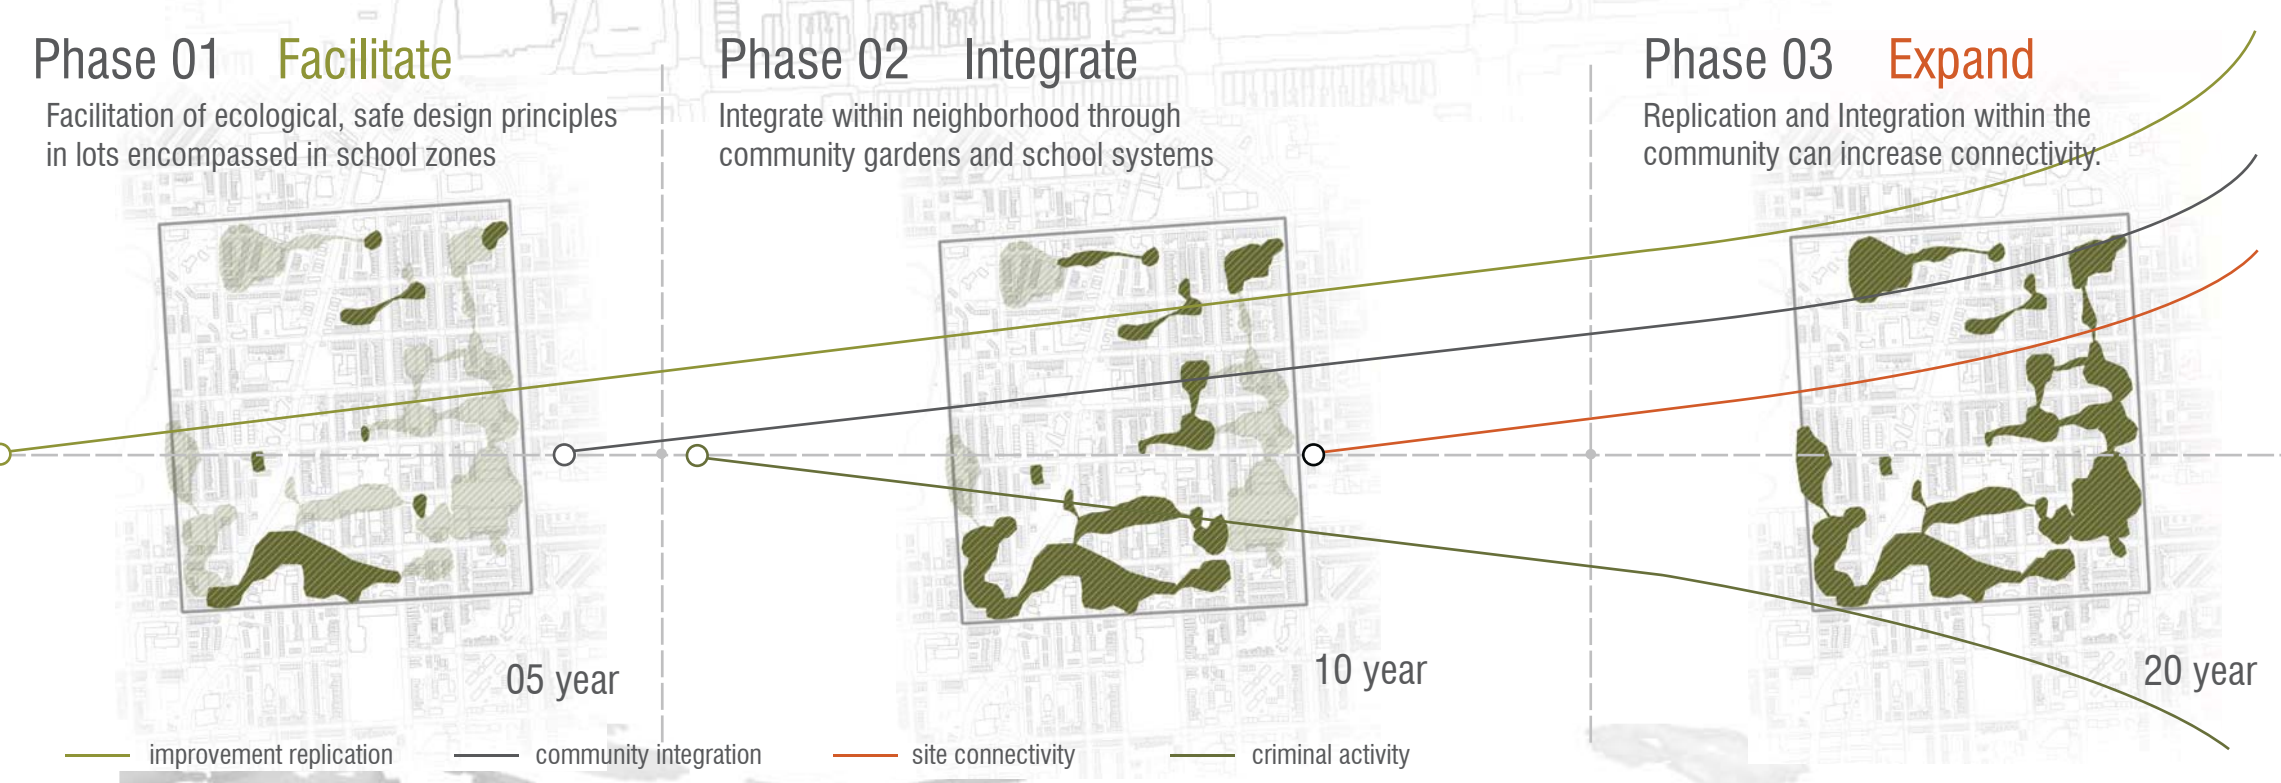 Phase 01 Facilitate
Facilitation of ecological, safe design principles
in lots encompassed in school zones
05 year
Phase 02 Integrate
Integrate within neighborhood through
community gardens and school systems
10 year
Phase 03 Expand
Replication and Integration within the
community can increase connectivity.
20 year
improvement replication
community integration
site connectivity
criminal activity